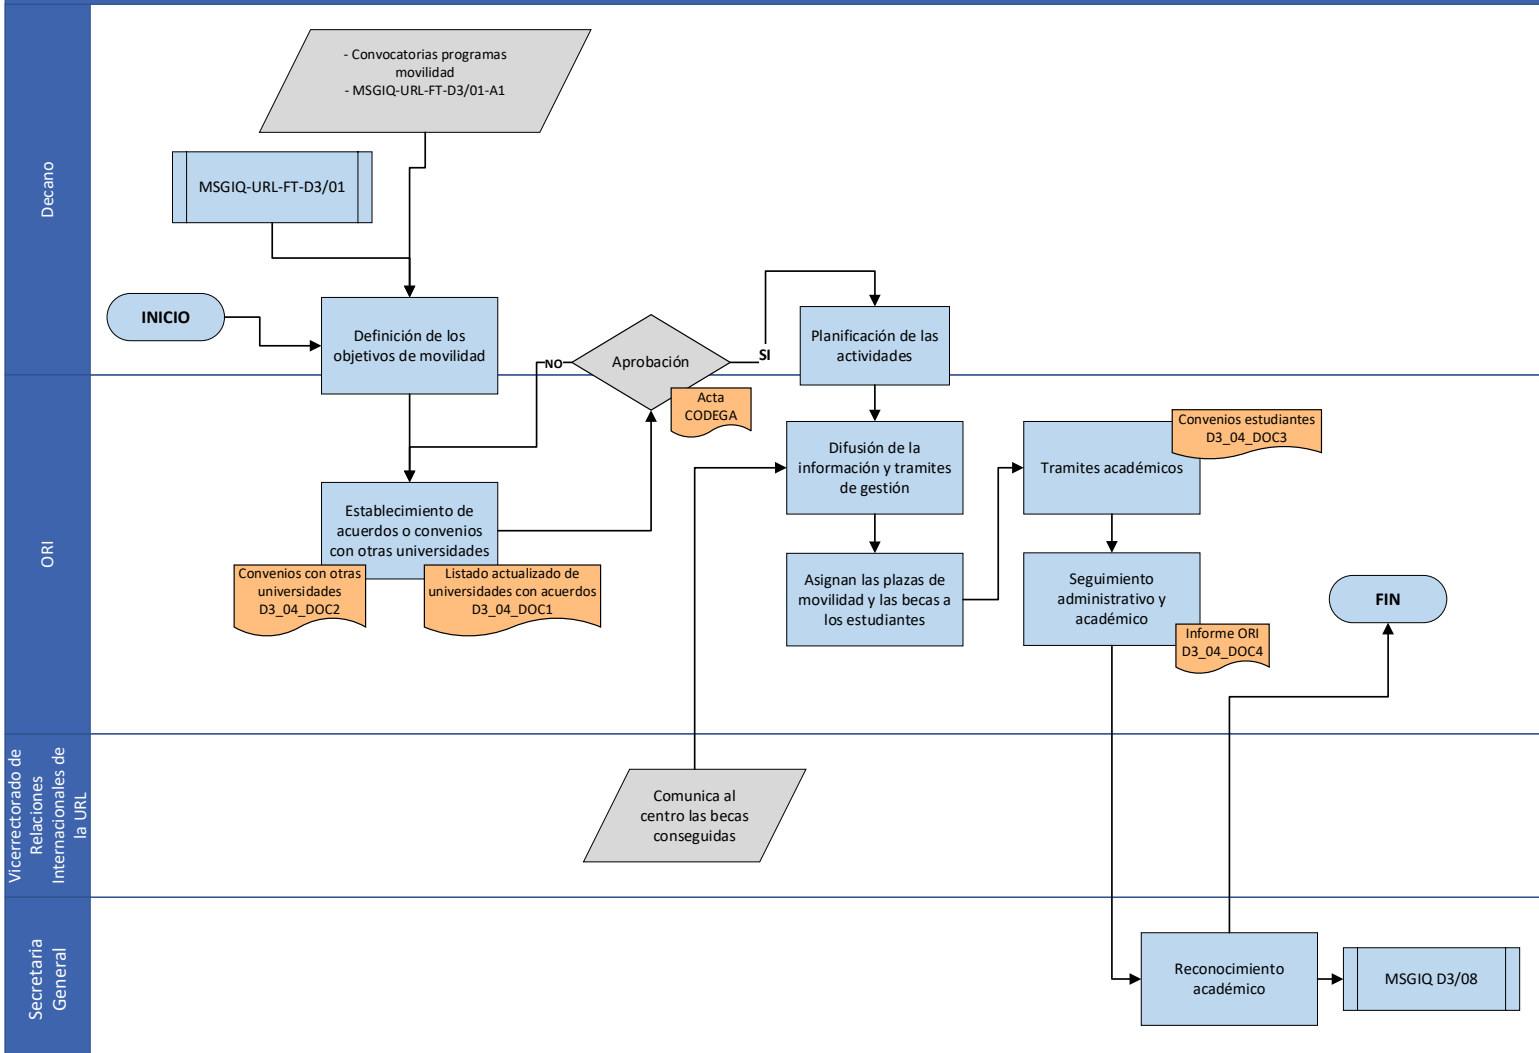 Decano
- Convocatorias programas
movilidad
- MSGIQ-URL-FT-D3/01-A1
MSGIQ-URL-FT-D3/01
INICIO
Definición de los
objetivos de movilidad
NO
Aprobación
SI
Acta
CODEGA
Planificación de las
actividades
ORI
Establecimiento de
acuerdos o convenios
con otras universidades
Convenios con otras
universidades
D3_04_DOC2
Listado actualizado de
universidades con acuerdos
D3_04_DOC1
Difusión de la
información y tramites
de gestión
Asignan las plazas de
movilidad y las becas a
los estudiantes
Tramites académicos
Convenios estudiantes
D3_04_DOC3
Seguimiento
administrativo y
académico
Informe ORI
D3_04_DOC4
FIN
Vicerrectorado de
Relaciones
Internacionales de
la URL
Comunica al
centro las becas
conseguidas
Secretaria
General
Reconocimiento
académico
MSGIQ D3/08